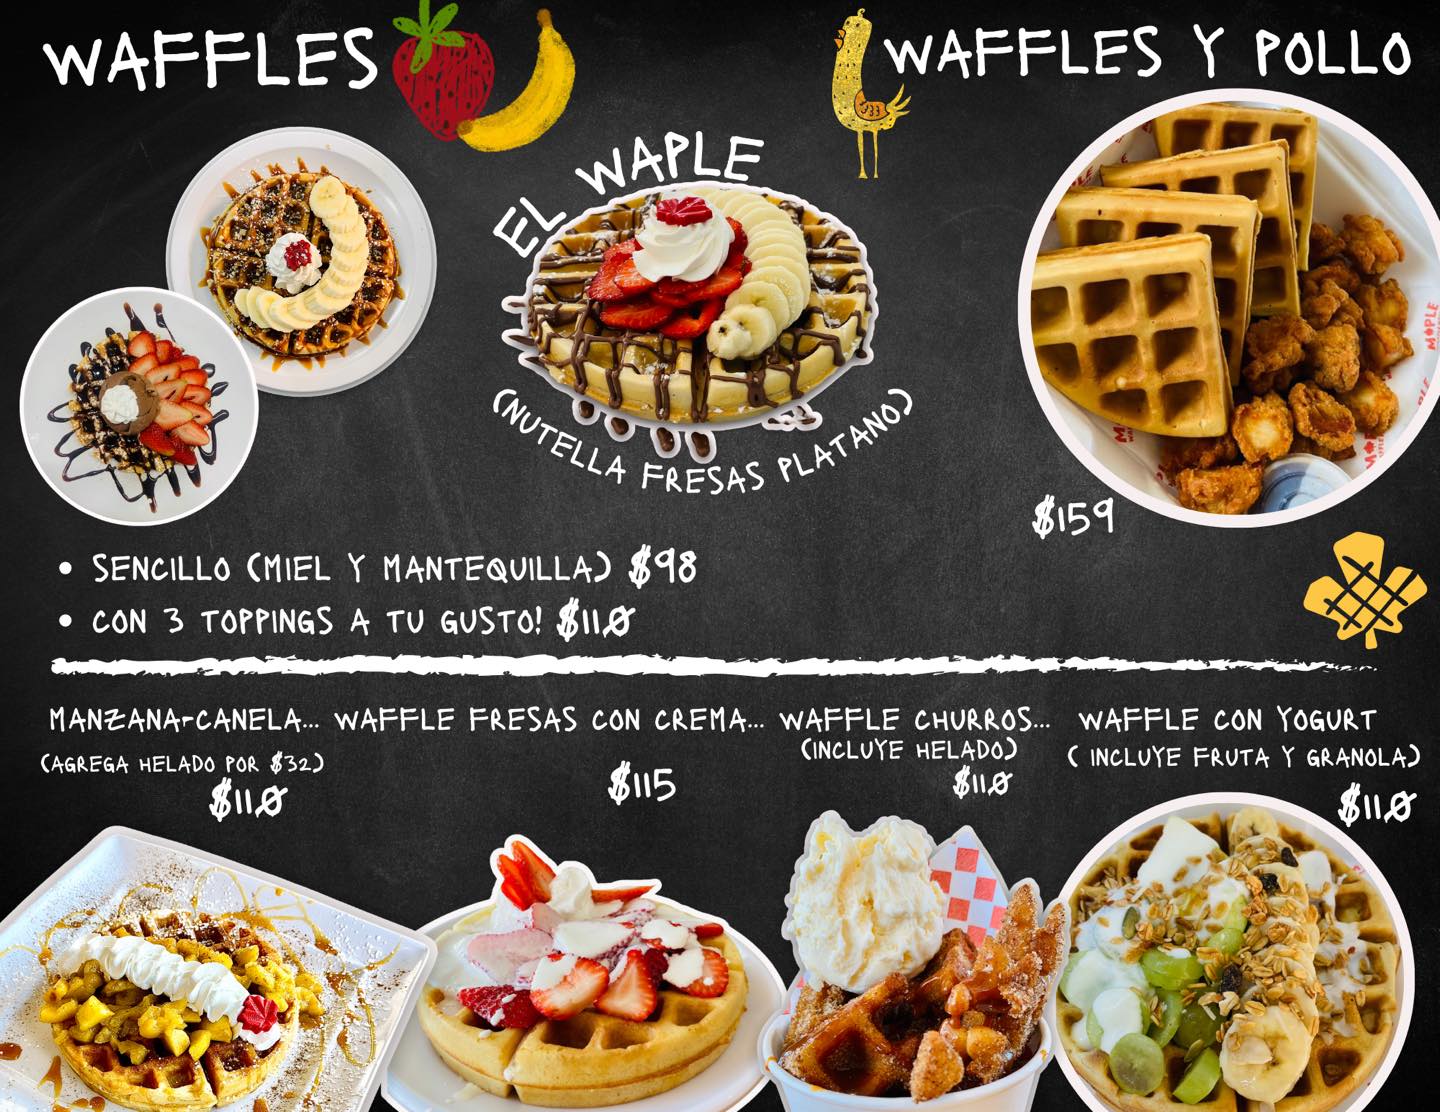 WAFFLES
WAFFLES Y POLLO
EL WAPLE
(NUTELLA FRESAS PLATANO)
MAPLE
$159
• SENCILLO (MIEL Y MANTEQUILLA) $98
• CON 3 TOPPINGS A TU GUSTO! $110
MANZANA-CANELA...
(AGREGA HELADO POR $32)
$110
WAFFLE FRESAS CON CREMA...
$115
WAFFLE CHURROS...
(INCLUYE HELADO)
$110
WAFFLE CON YOGURT
( INCLUYE FRUTA Y GRANOLA)
$110